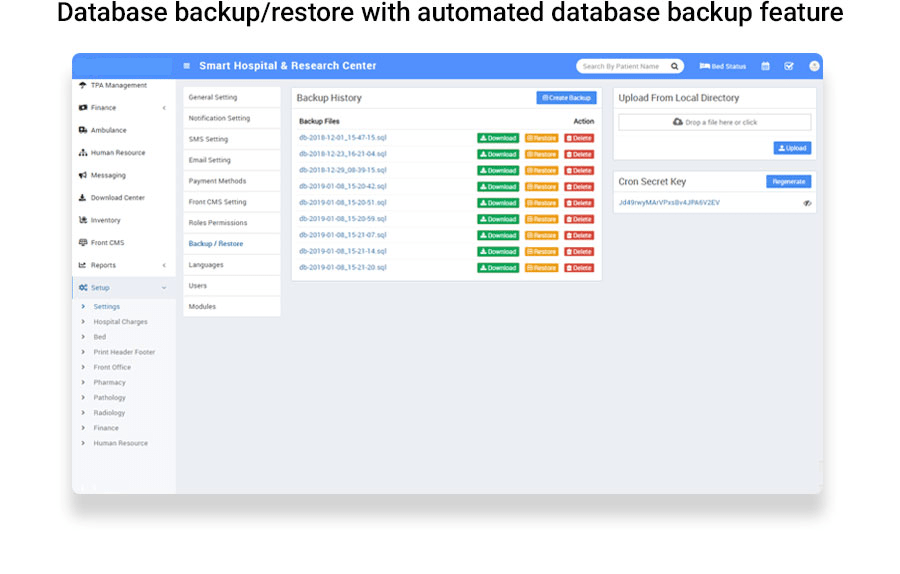 Database backup/restore with automated database backup feature
Smart Hospital & Research Center
Search By Patient Name
Bed Status
TPA Management
Finance
Ambulance
Human Resource
Messaging
Download Center
Inventory
Front CMS
Reports
Setup
Settings
Hospital Charges
Bed
Print Header Footer
Front Office
Pharmacy
Pathology
Radiology
Finance
Human Resource
General Setting
Notification Setting
SMS Setting
Email Setting
Payment Methods
Front CMS Setting
Roles Permissions
Backup / Restore
Languages
Users
Modules
Backup History
Create Backup
Backup Files Action
db-2018-12-01_15-47-15.sql Download Restore Delete
db-2018-12-23_16-21-04.sql Download Restore Delete
db-2018-12-29_08-39-15.sql Download Restore Delete
db-2019-01-08_15-20-42.sql Download Restore Delete
db-2019-01-08_15-20-51.sql Download Restore Delete
db-2019-01-08_15-20-59.sql Download Restore Delete
db-2019-01-08_15-21-07.sql Download Restore Delete
db-2019-01-08_15-21-14.sql Download Restore Delete
db-2019-01-08_15-21-20.sql Download Restore Delete
Upload From Local Directory
Drop a file here or click
Upload
Cron Secret Key
Regenerate